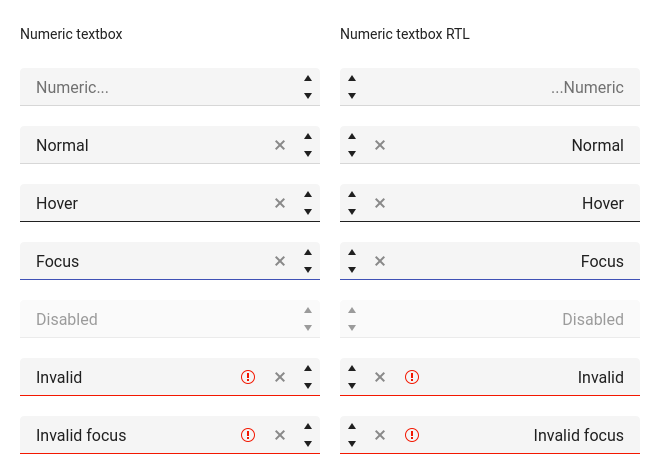 Numeric textbox
Numeric...
Normal
Hover
Focus
Disabled
Invalid
Invalid focus
Numeric textbox RTL
...Numeric
Normal
Hover
Focus
Disabled
Invalid
Invalid focus